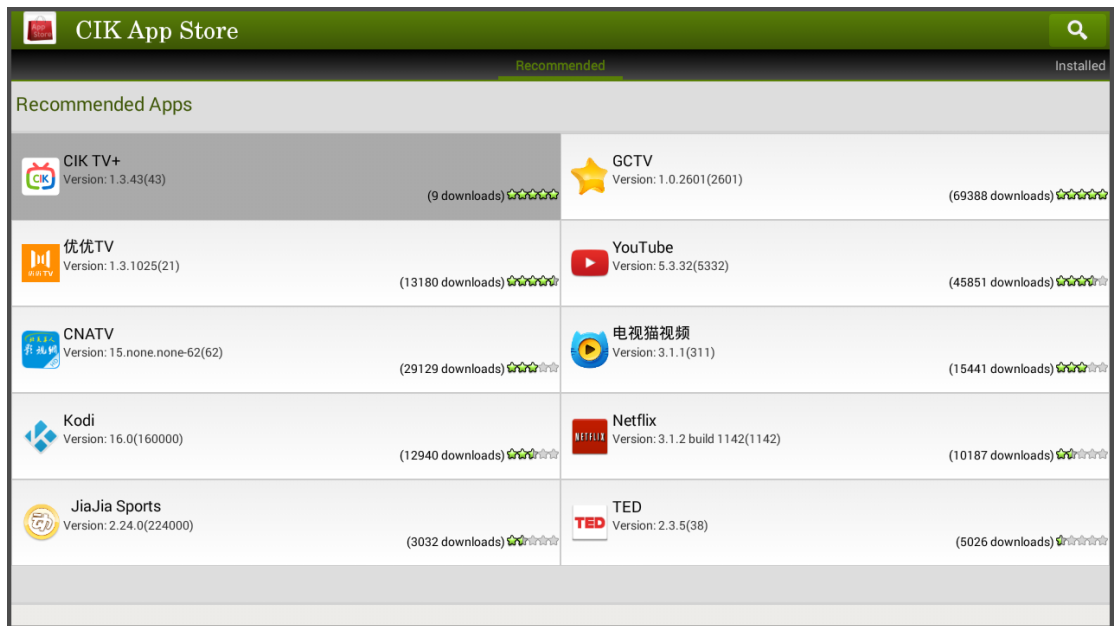 App
Store
CIK App Store
Recommended
Installed
Recommended Apps
CIK
CIK TV+
Version: 1.3.43(43)
(9 downloads)
GCTV
Version: 1.0.2601(2601)
(69388 downloads)
优优TV
Version: 1.3.1025(21)
(13180 downloads)
YouTube
Version: 5.3.32(5332)
(45851 downloads)
CNATV
Version: 15.none.none-62(62)
(29129 downloads)
电视猫视频
Version: 3.1.1(311)
(15441 downloads)
Kodi
Version: 16.0(160000)
(12940 downloads)
NETFLIX
Netflix
Version: 3.1.2 build 1142(1142)
(10187 downloads)
JiaJia Sports
Version: 2.24.0(224000)
(3032 downloads)
TED
TED
Version: 2.3.5(38)
(5026 downloads)